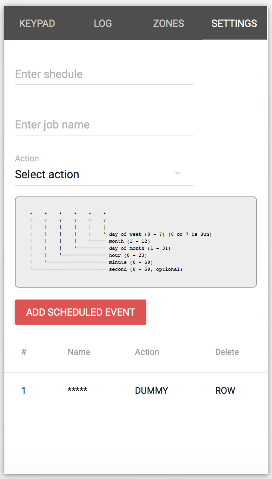 KEYPAD LOG ZONES SETTINGS
Enter shedule
Enter job name
Action
Select action
* * * * * *
day of week (0 - 7) (0 or 7 is Sun)
month (1 - 12)
day of month (1 - 31)
hour (0 - 23)
minute (0 - 59)
second (0 - 59, optional)
ADD SCHEDULED EVENT
# Name Action Delete
1 ***** DUMMY ROW